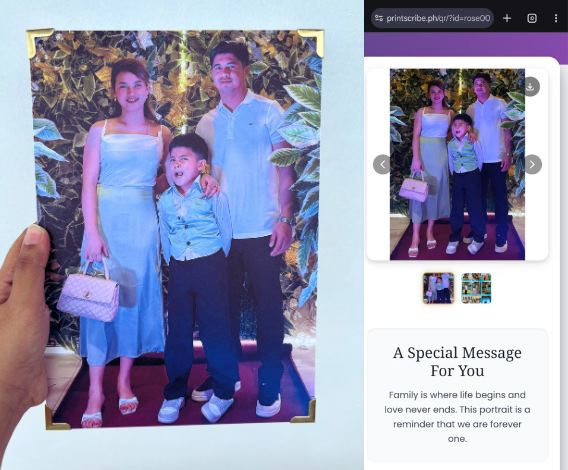 printscribe.ph/qr/?id=rose00
A Special Message
For You
Family is where life begins and
love never ends. This portrait is a
reminder that we are forever
one.